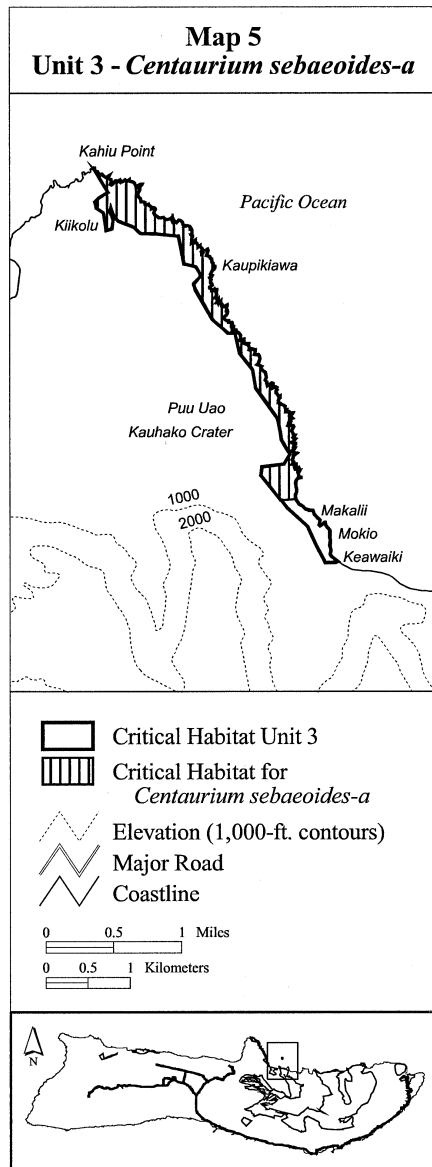 Map 5
Unit 3 - Centaurium sebaeoides-a
Kahiu Point
Pacific Ocean
Kiikolu
Kaupikiawa
Puu Uao
Kauhako Crater
1000
2000
Makalii
Mokio
Keawaiki
Critical Habitat Unit 3
Critical Habitat for
Centaurium sebaeoides-a
Elevation (1,000-ft. contours)
Major Road
Coastline
0 0.5 1 Miles
0 0.5 1 Kilometers
N